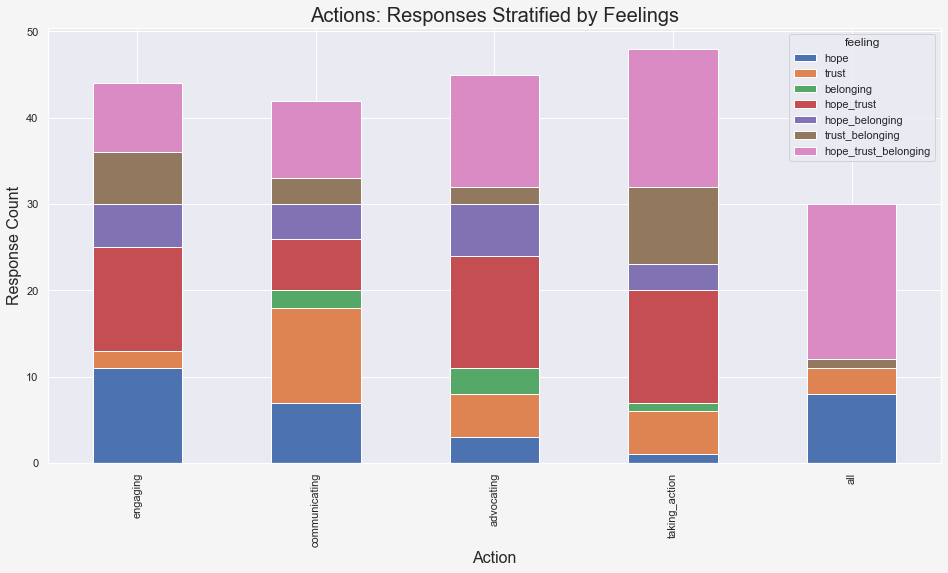 Actions: Responses Stratified by Feelings
Response Count
50
40
30
20
10
0
feeling
hope
trust
belonging
hope_trust
hope_belonging
trust_belonging
hope_trust_belonging
engaging
communicating
advocating
taking_action
all
Action